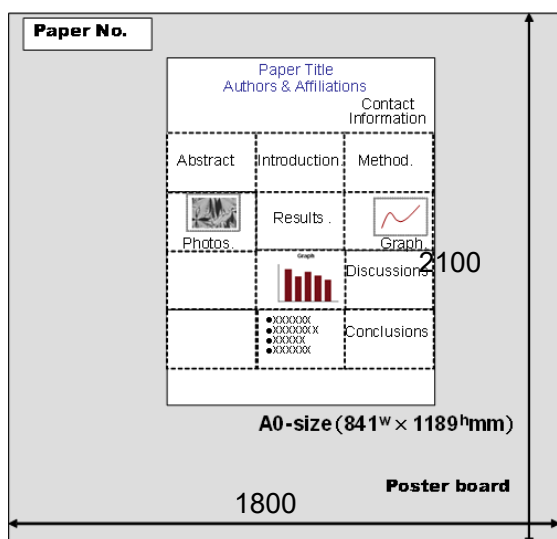 Paper No.
Paper Title
Authors & Affiliations
Contact
Information
Abstract
Introduction.
Method.
Photos.
Results .
Graph
2100
Graph
Discussions
●XXXXXX
●XXXXXXX
●XXXXX
●XXXXXX
Conclusions
A0-size (841ᵂ × 1189ʰmm)
Poster board
1800